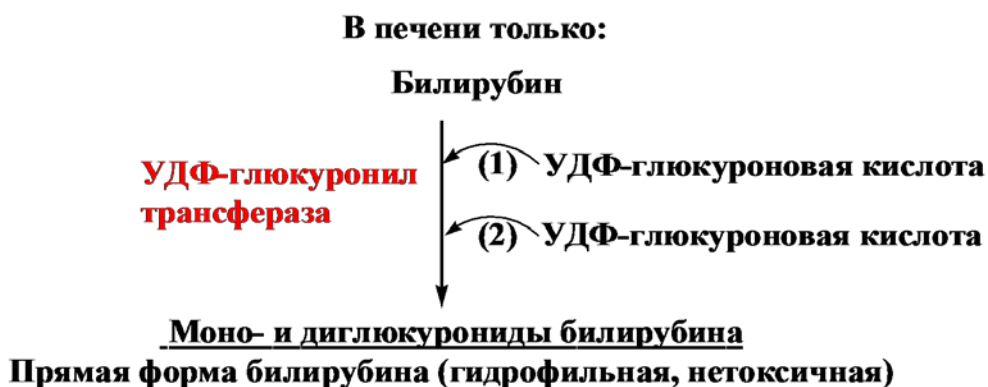 В печени только:
Билирубин
УДФ-глюкуронил
трансфераза
(1) УДФ-глюкуроновая кислота
(2) УДФ-глюкуроновая кислота
Моно- и диглюкурониды билирубина
Прямая форма билирубина (гидрофильная, нетоксичная)